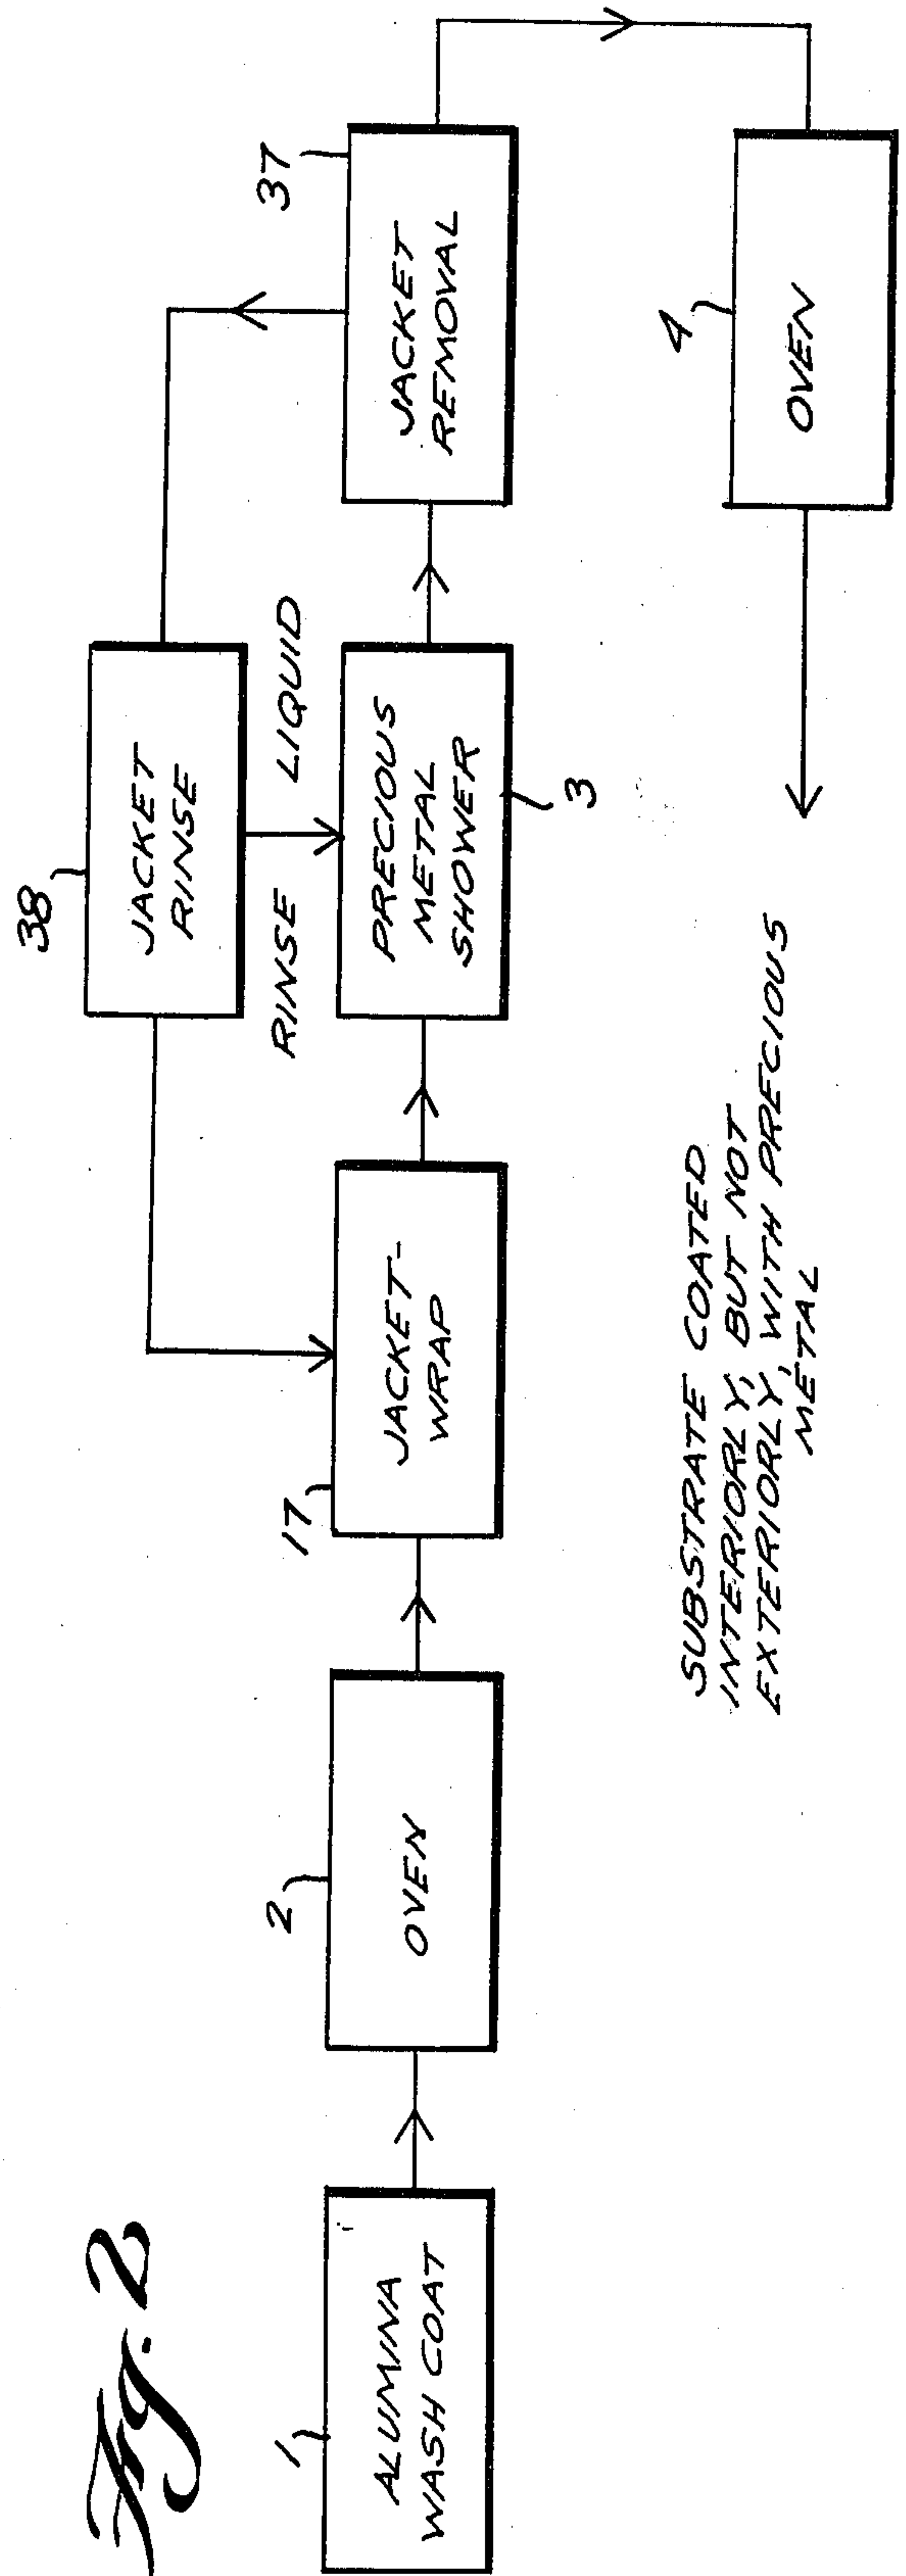 Fig. 2
38
JACKET
RINSE
RINSE LIQUID
1
ALUMINA
WASH COAT
2
OVEN
17
JACKET-
WRAP
PRECIOUS
METAL
SHOWER
3
37
JACKET
REMOVAL
4
OVEN
SUBSTRATE COATED
INTERIORLY, BUT NOT
EXTERIORLY, WITH PRECIOUS
METAL